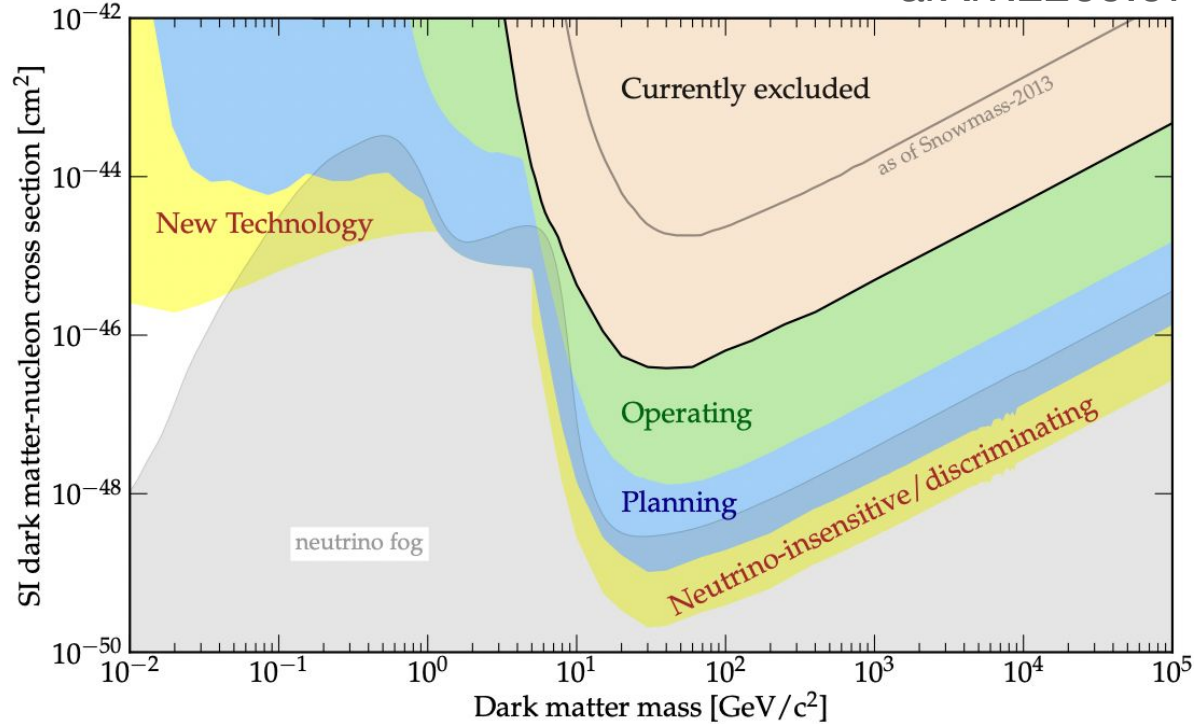 10⁻⁴²
10⁻⁴⁴
10⁻⁴⁶
10⁻⁴⁸
10⁻⁵⁰
SI dark matter-nucleon cross section [cm²]
Currently excluded
as of Snowmass-2013
New Technology
Operating
Planning
Neutrino-insensitive/discriminating
neutrino fog
10⁻² 10⁻¹ 10⁰ 10¹ 10² 10³ 10⁴ 10⁵
Dark matter mass [GeV/c²]